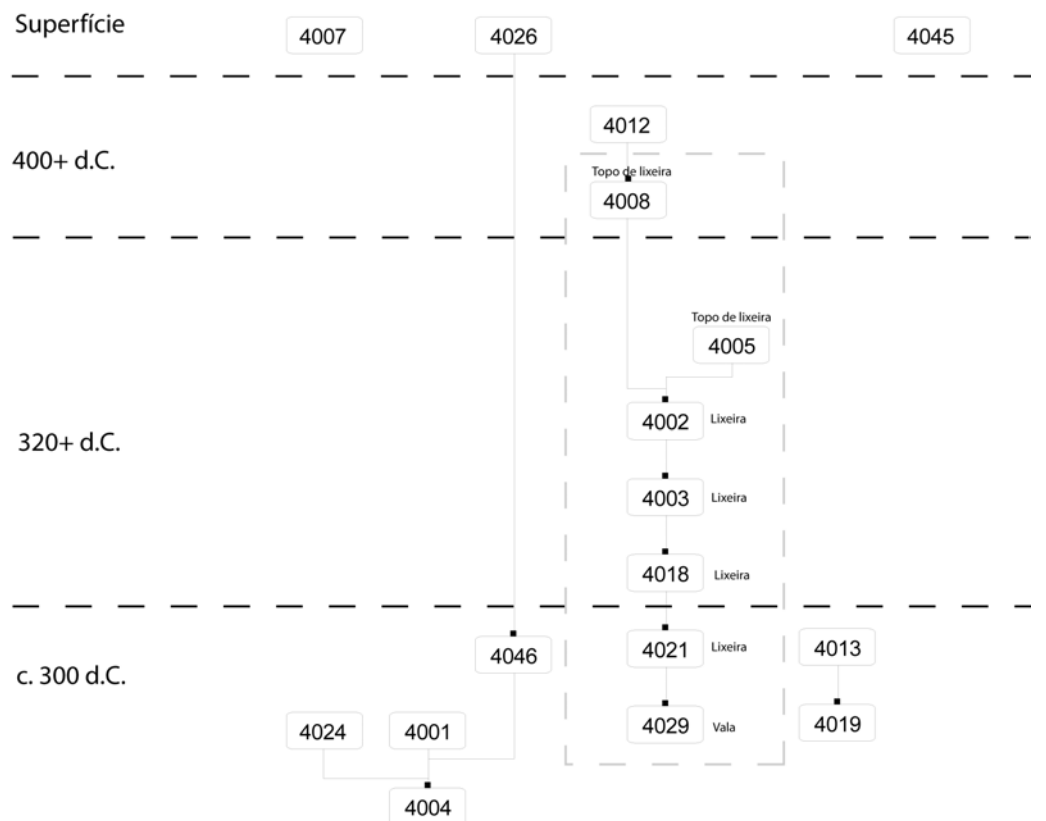 Superfície
4007
4026
4045
4012
400+ d.C.
Topo de lixeira
4008
Topo de lixeira
4005
4002 Lixeira
320+ d.C.
4003 Lixeira
4018 Lixeira
4046
4021 Lixeira
4013
c. 300 d.C.
4024
4001
4029 Vala
4019
4004